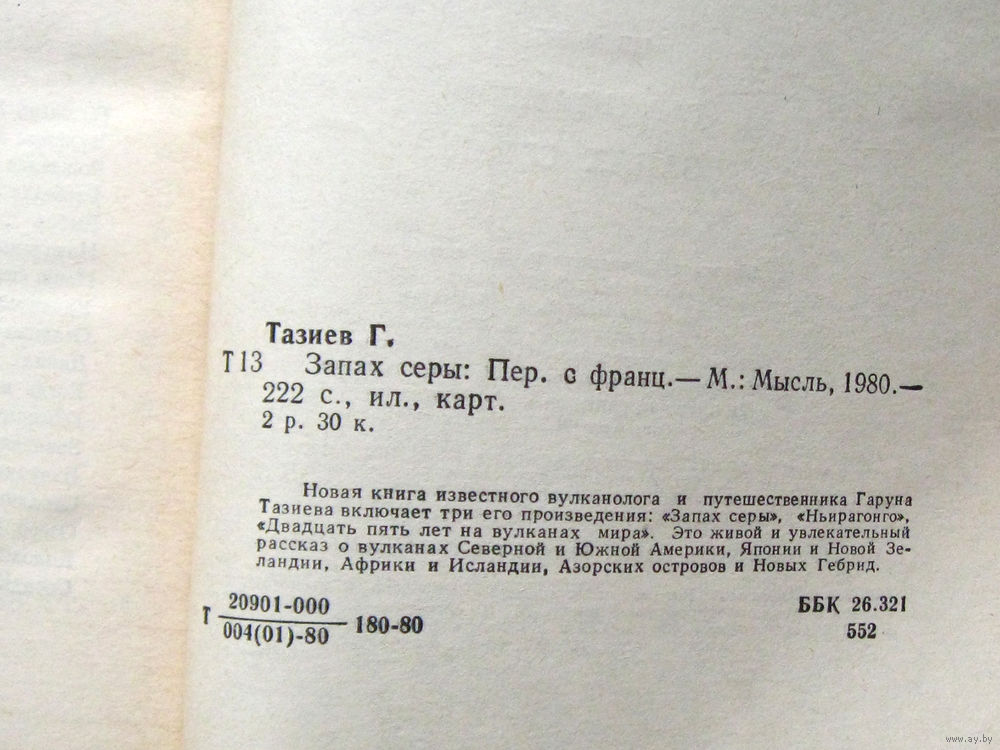 Тазиев Г.
Т13 Запах серы: Пер. с франц.— М.: Мысль, 1980.—
222 с., ил., карт.
2 р. 30 к.
Новая книга известного вулканолога и путешественника Гаруна
Тазиева включает три его произведения: «Запах серы», «Ньирагонго»,
«Двадцать пять лет на вулканах мира». Это живой и увлекательный
рассказ о вулканах Северной и Южной Америки, Японии и Новой Зе-
ландии, Африки и Исландии, Азорских островов и Новых Гебрид.
Т 20901-000
004(01)-80 180-80
ББК 26.321
552
www.ay.by